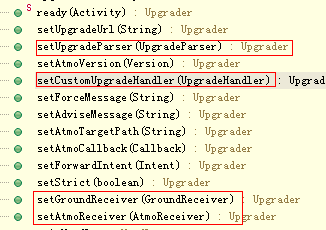 S ready(Activity) : Upgrader
setUpgradeUrl(String) : Upgrader
setUpgradeParser(UpgradeParser) : Upgrader
setAtmoVersion(Version) : Upgrader
setCustomUpgradeHandler(UpgradeHandler) : Upgrad
setForceMessage(String) : Upgrader
setAdviseMessage(String) : Upgrader
setAtmoTargetPath(String) : Upgrader
setAtmoCallback(Callback) : Upgrader
setForwardIntent(Intent) : Upgrader
setStrict(boolean) : Upgrader
setGroundReceiver(GroundReceiver) : Upgrader
setAtmoReceiver(AtmoReceiver) : Upgrader